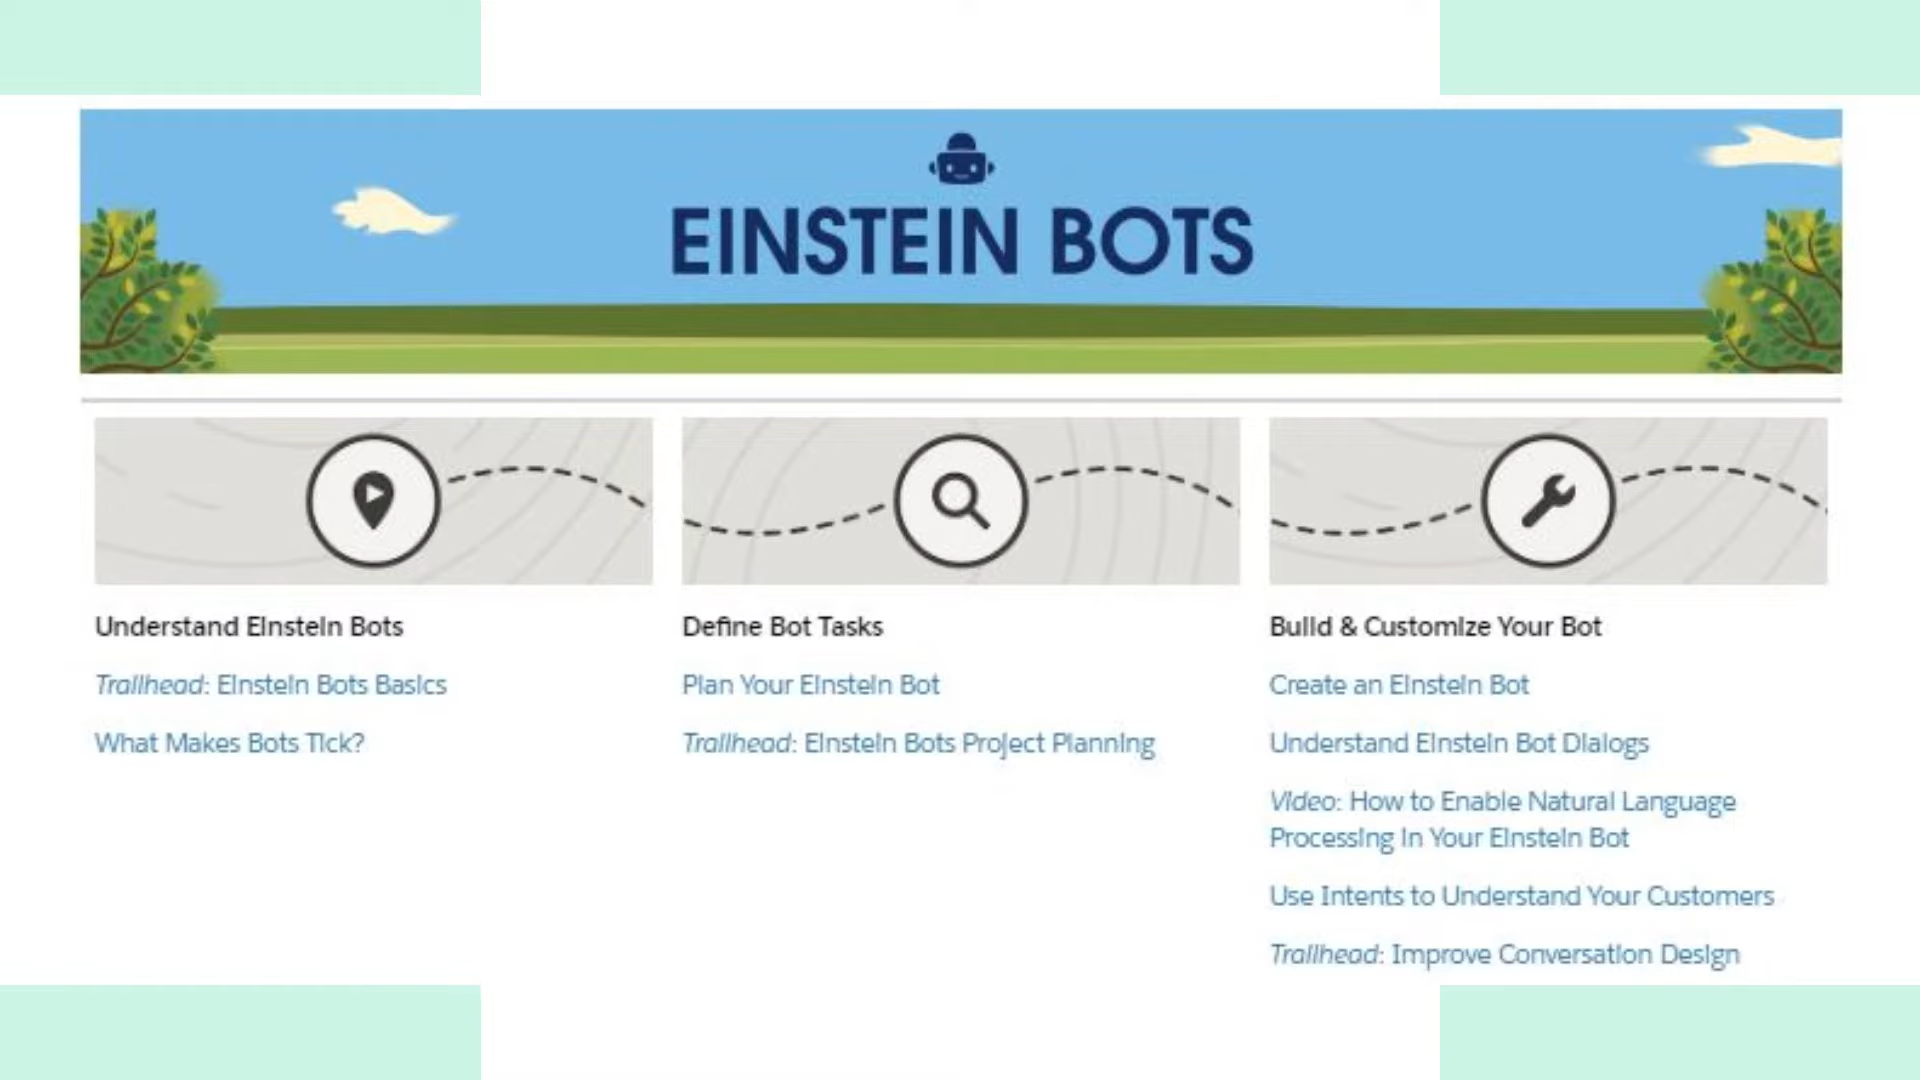 EINSTEIN BOTS
Understand Einstein Bots
Trailhead: Einstein Bots Basics
What Makes Bots Tick?
Define Bot Tasks
Plan Your Einstein Bot
Trailhead: Einstein Bots Project Planning
Build & Customize Your Bot
Create an Einstein Bot
Understand Einstein Bot Dialogs
Video: How to Enable Natural Language
Processing in Your Einstein Bot
Use Intents to Understand Your Customers
Trailhead: Improve Conversation Design